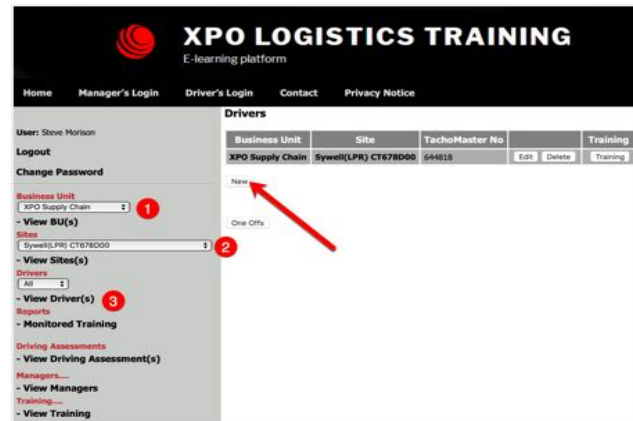 XPO LOGISTICS TRAINING
E-learning platform
Home Manager's Login Driver's Login Contact Privacy Notice
User: Steve Morison
Logout
Change Password
Business Unit
XPO Supply Chain 1
- View BU(s)
Sites
Sywell(LPR) CT678D00 2
- View Sites(s)
Drivers
All
- View Driver(s) 3
Reports
- Monitored Training
Driving Assessments
- View Driving Assessment(s)
Managers....
- View Managers
Training....
- View Training
Drivers
Business Unit Site TachoMaster No Training
XPO Supply Chain Sywell(LPR) CT678D00 644818 Edit Delete Training
New
One Offs